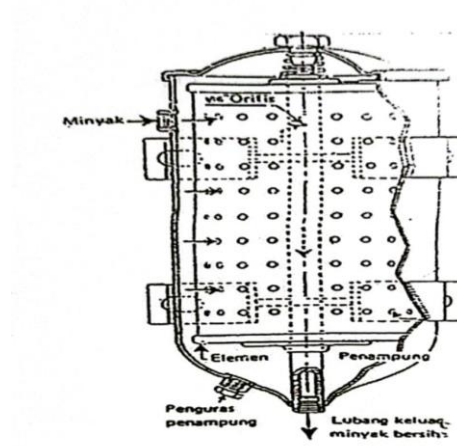 Orifis
Minyak
Elemen
Penampung
Penguras
penampung
Lubang keluar
minyak bersih